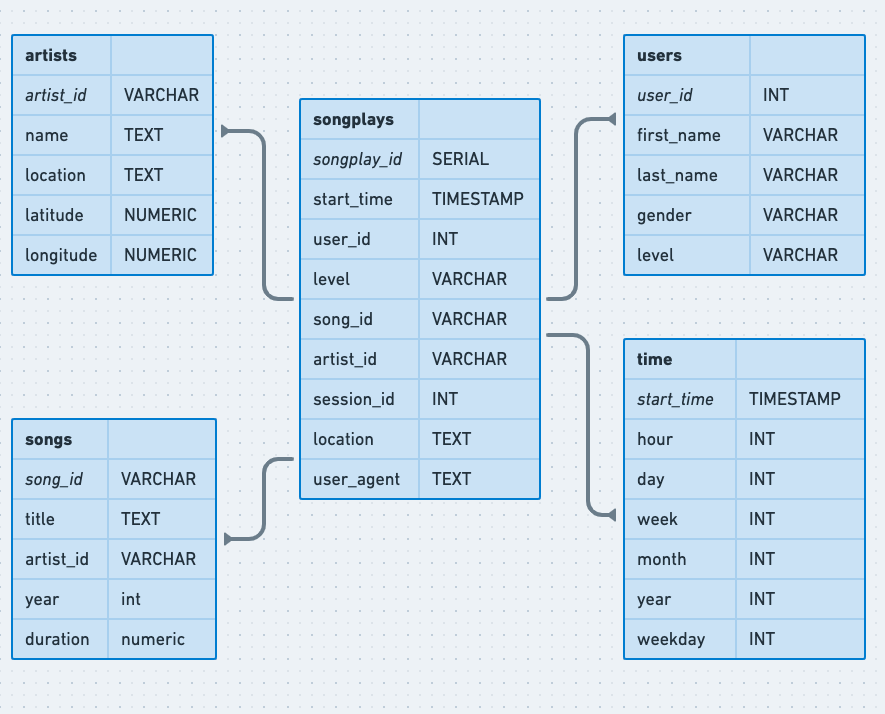 artists
artist_id VARCHAR
name TEXT
location TEXT
latitude NUMERIC
longitude NUMERIC
songplays
songplay_id SERIAL
start_time TIMESTAMP
user_id INT
level VARCHAR
song_id VARCHAR
artist_id VARCHAR
session_id INT
location TEXT
user_agent TEXT
users
user_id INT
first_name VARCHAR
last_name VARCHAR
gender VARCHAR
level VARCHAR
songs
song_id VARCHAR
title TEXT
artist_id VARCHAR
year int
duration numeric
time
start_time TIMESTAMP
hour INT
day INT
week INT
month INT
year INT
weekday INT